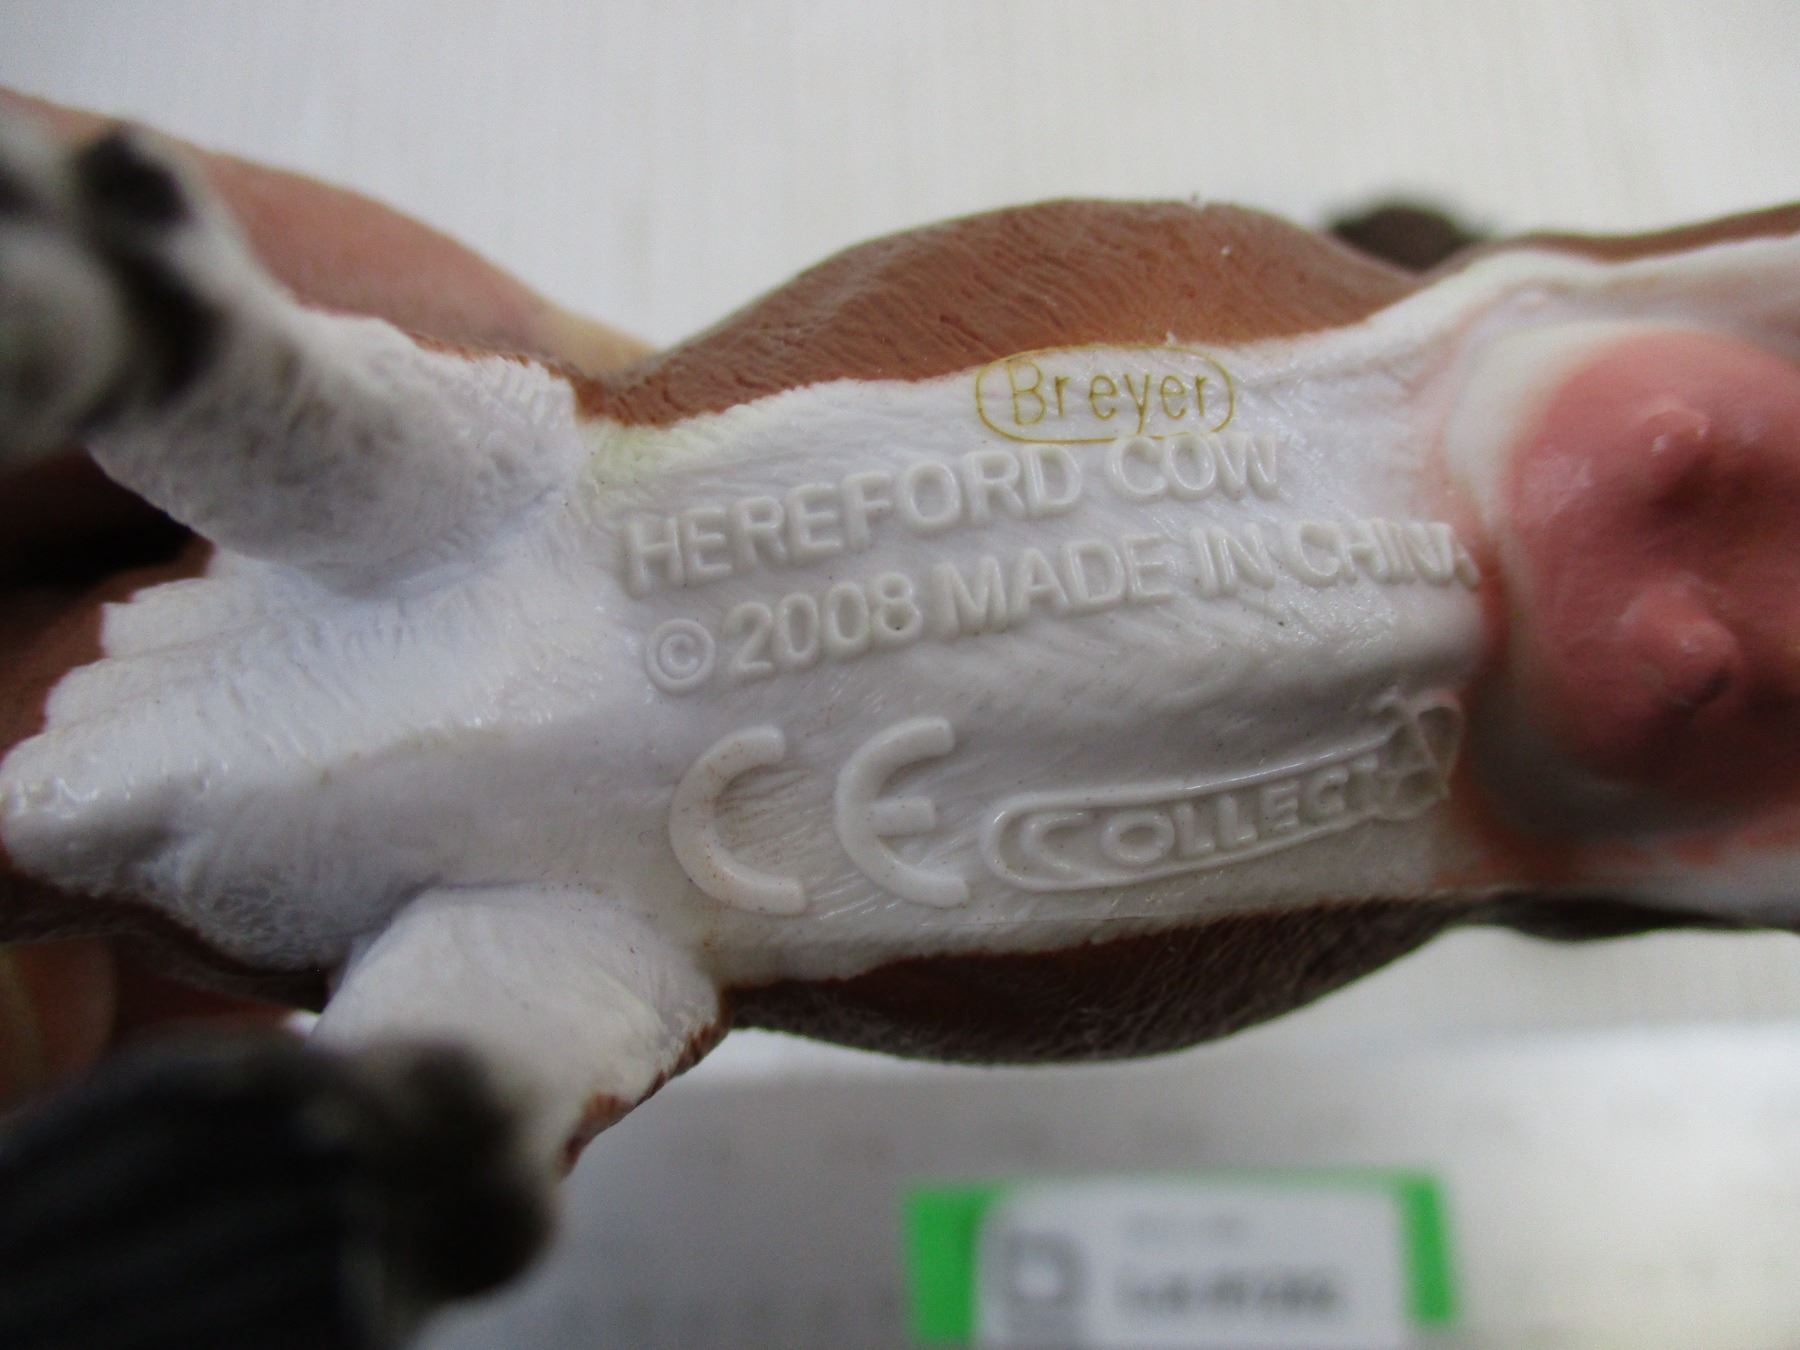 Breyer
HEREFORD COW
© 2008 MADE IN CHINA
CE COLLECTA